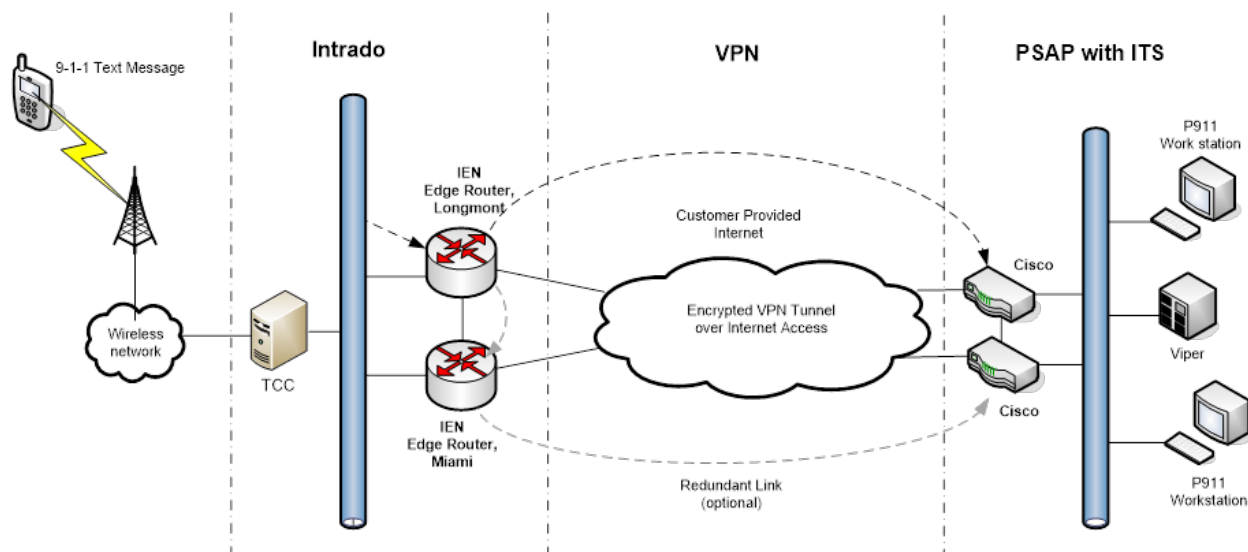 Intrado
VPN
PSAP with ITS
9-1-1 Text Message
Wireless
network
TCC
IEN
Edge Router,
Longmont
IEN
Edge Router,
Miami
Customer Provided
Internet
Encrypted VPN Tunnel
over Internet Access
Redundant Link
(optional)
Cisco
Cisco
P911
Work station
Viper
P911
Workstation